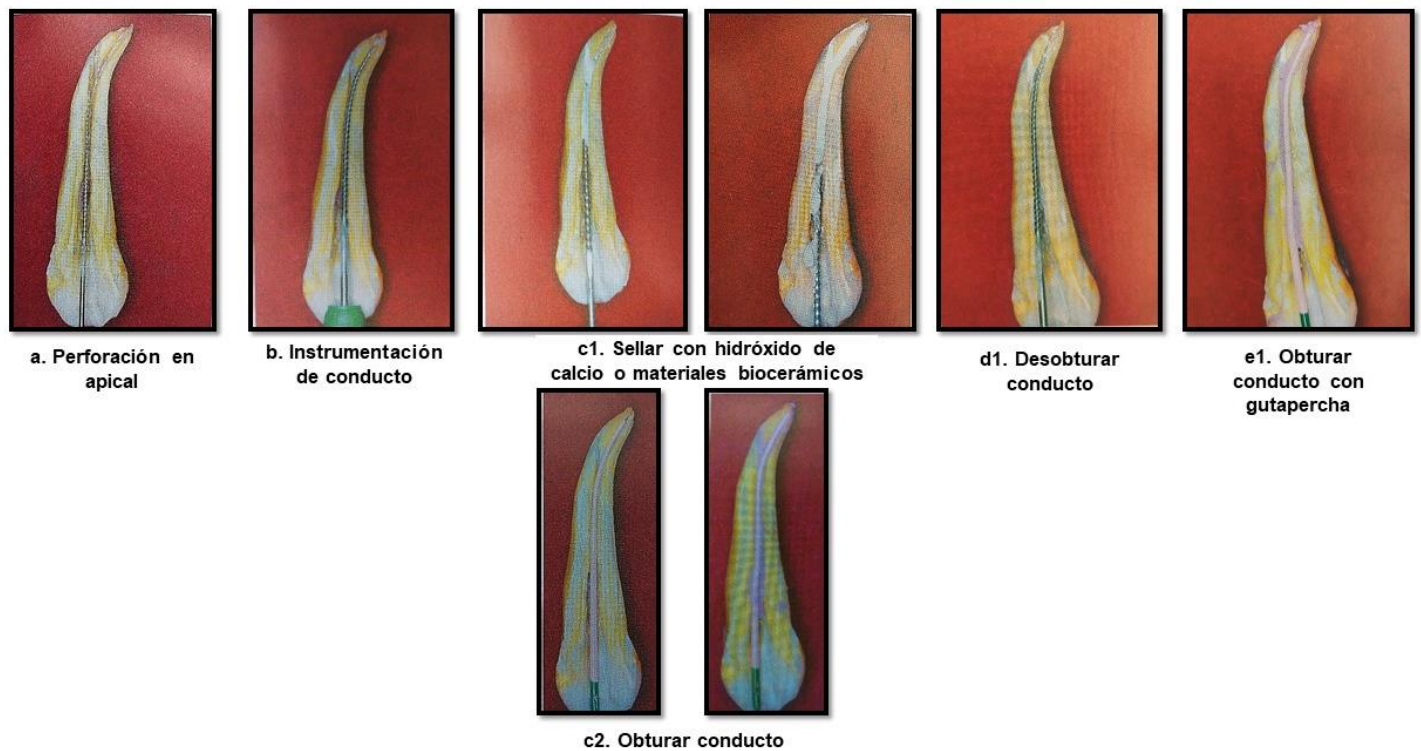 a. Perforación en
apical
b. Instrumentación
de conducto
c1. Sellar con hidróxido de
calcio o materiales biocerámicos
d1. Desobturar
conducto
e1. Obturar
conducto con
gutapercha
c2. Obturar conducto